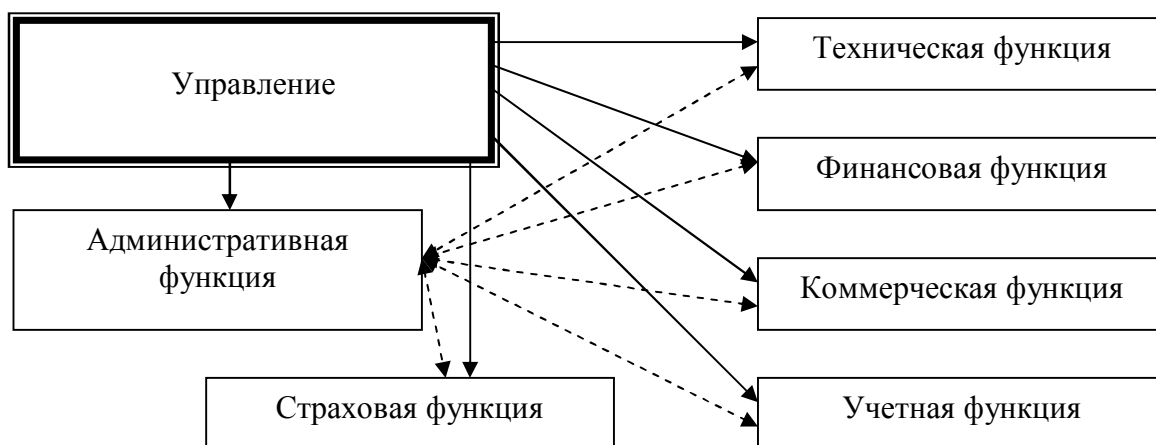 Управление
Техническая функция
Финансовая функция
Административная
функция
Коммерческая функция
Страховая функция
Учетная функция